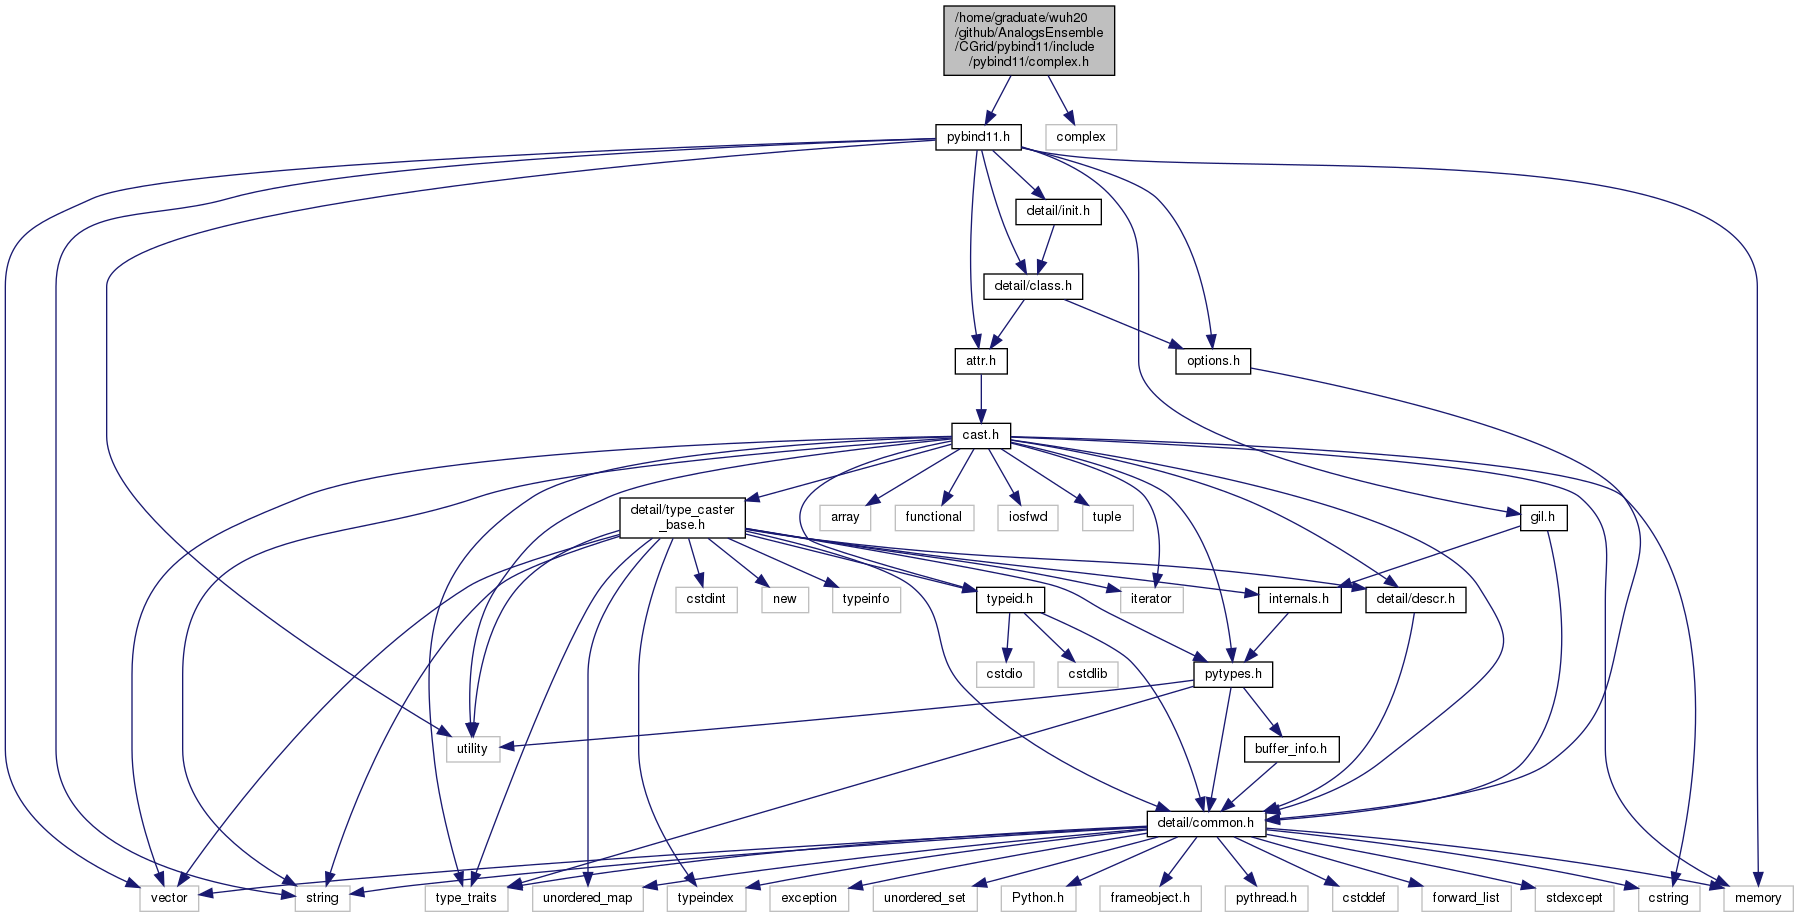 /home/graduate/wuh20
/github/AnalogsEnsemble
/CGrid/pybind11/include
/pybind11/complex.h
pybind11.h
complex
detail/init.h
detail/class.h
attr.h
options.h
cast.h
detail/type_caster
_base.h
array
functional
iosfwd
tuple
gil.h
cstdint
new
typeinfo
typeid.h
iterator
internals.h
detail/descr.h
cstdio
cstdlib
pytypes.h
utility
buffer_info.h
detail/common.h
vector
string
type_traits
unordered_map
typeindex
exception
unordered_set
Python.h
frameobject.h
pythread.h
cstddef
forward_list
stdexcept
cstring
memory